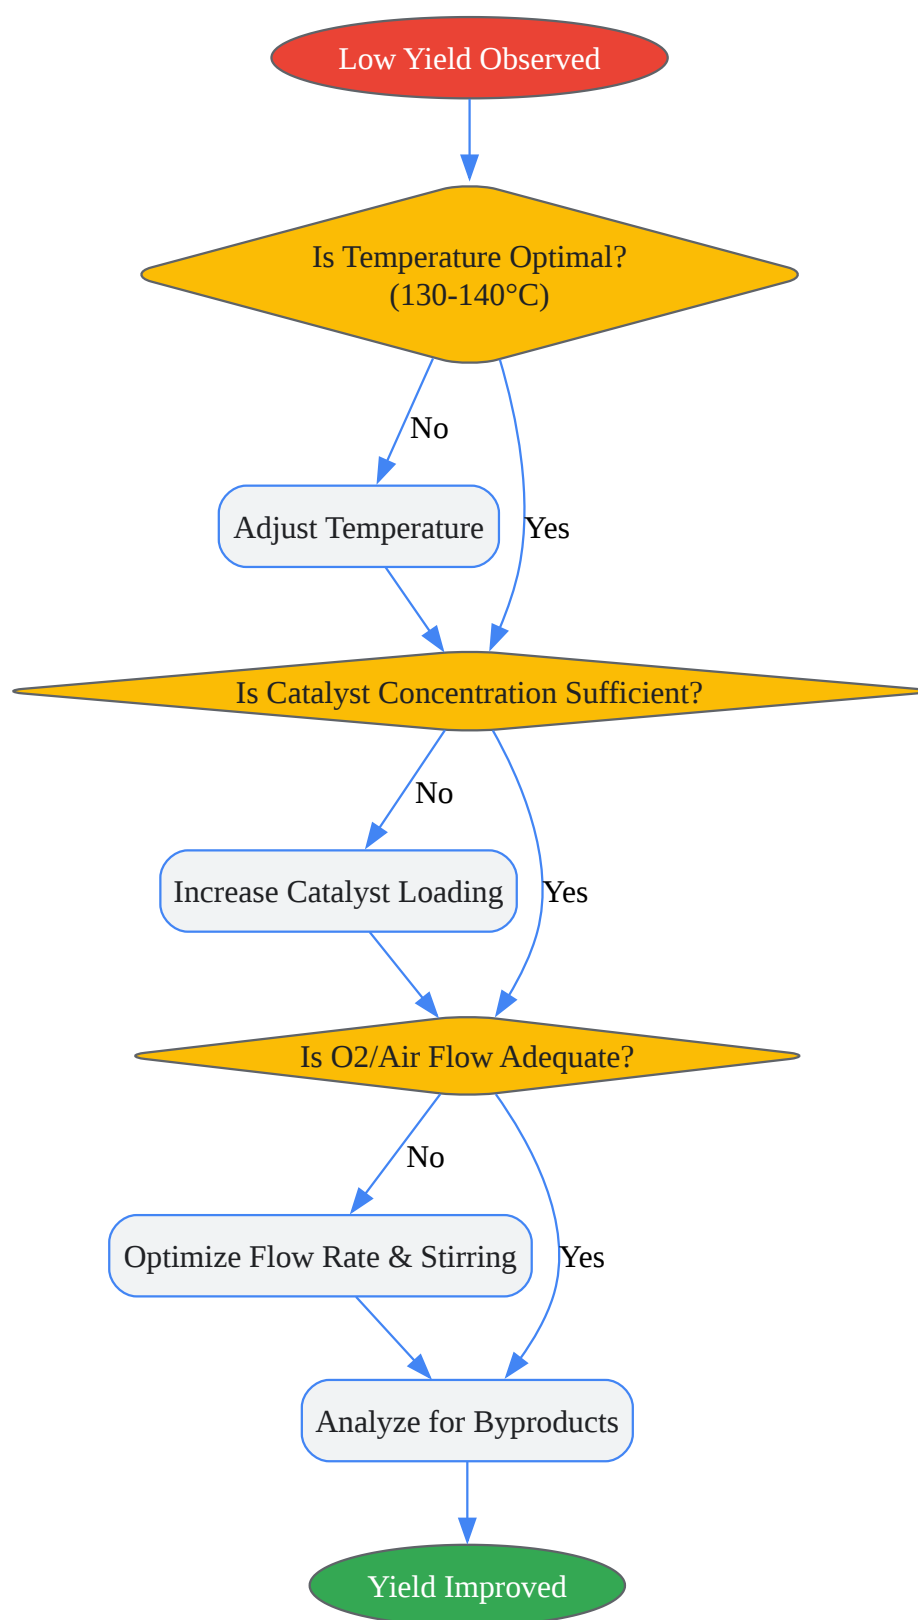 Low Yield Observed
Is Temperature Optimal?
(130-140°C)
No
Adjust Temperature
Yes
Is Catalyst Concentration Sufficient?
No
Increase Catalyst Loading
Yes
Is O2/Air Flow Adequate?
No
Optimize Flow Rate & Stirring
Yes
Analyze for Byproducts
Yield Improved